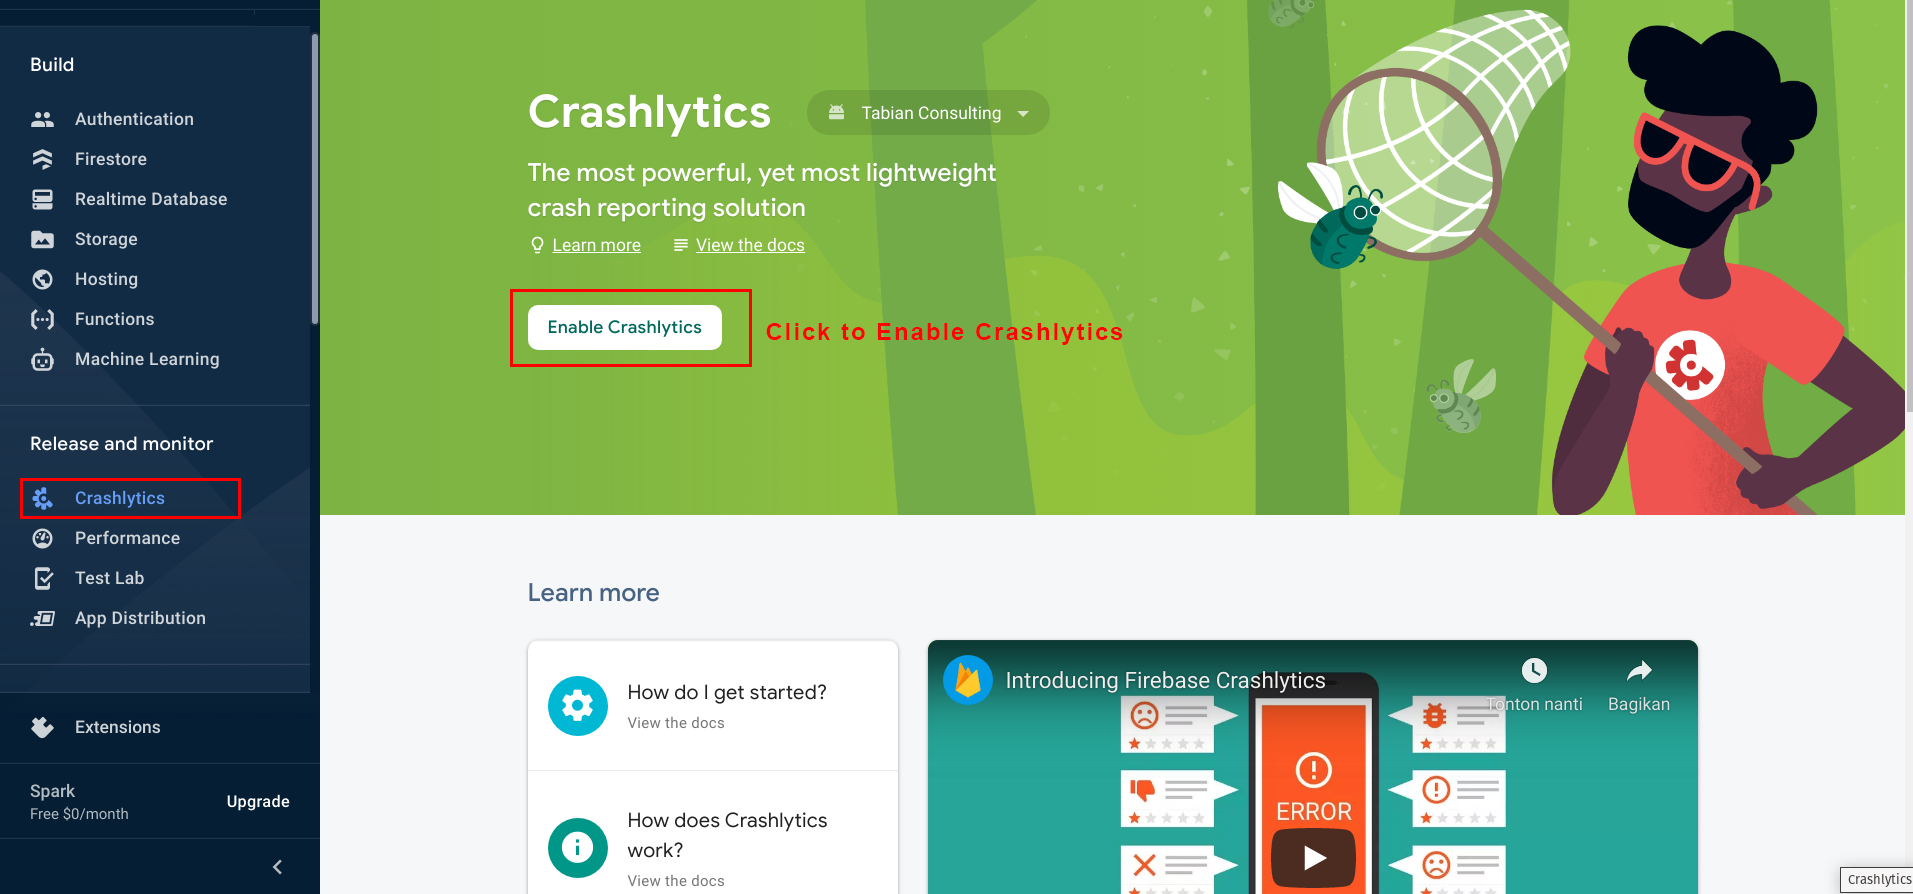 Build
Authentication
Firestore
Realtime Database
Storage
Hosting
Functions
Machine Learning
Release and monitor
Crashlytics
Performance
Test Lab
App Distribution
Extensions
Spark
Free $0/month
Upgrade
Crashlytics
Tabian Consulting
The most powerful, yet most lightweight
crash reporting solution
Learn more
View the docs
Enable Crashlytics
Click to Enable Crashlytics
Learn more
How do I get started?
View the docs
How does Crashlytics
work?
View the docs
Introducing Firebase Crashlytics
Tonton nanti
Bagikan
ERROR
Crashlytics